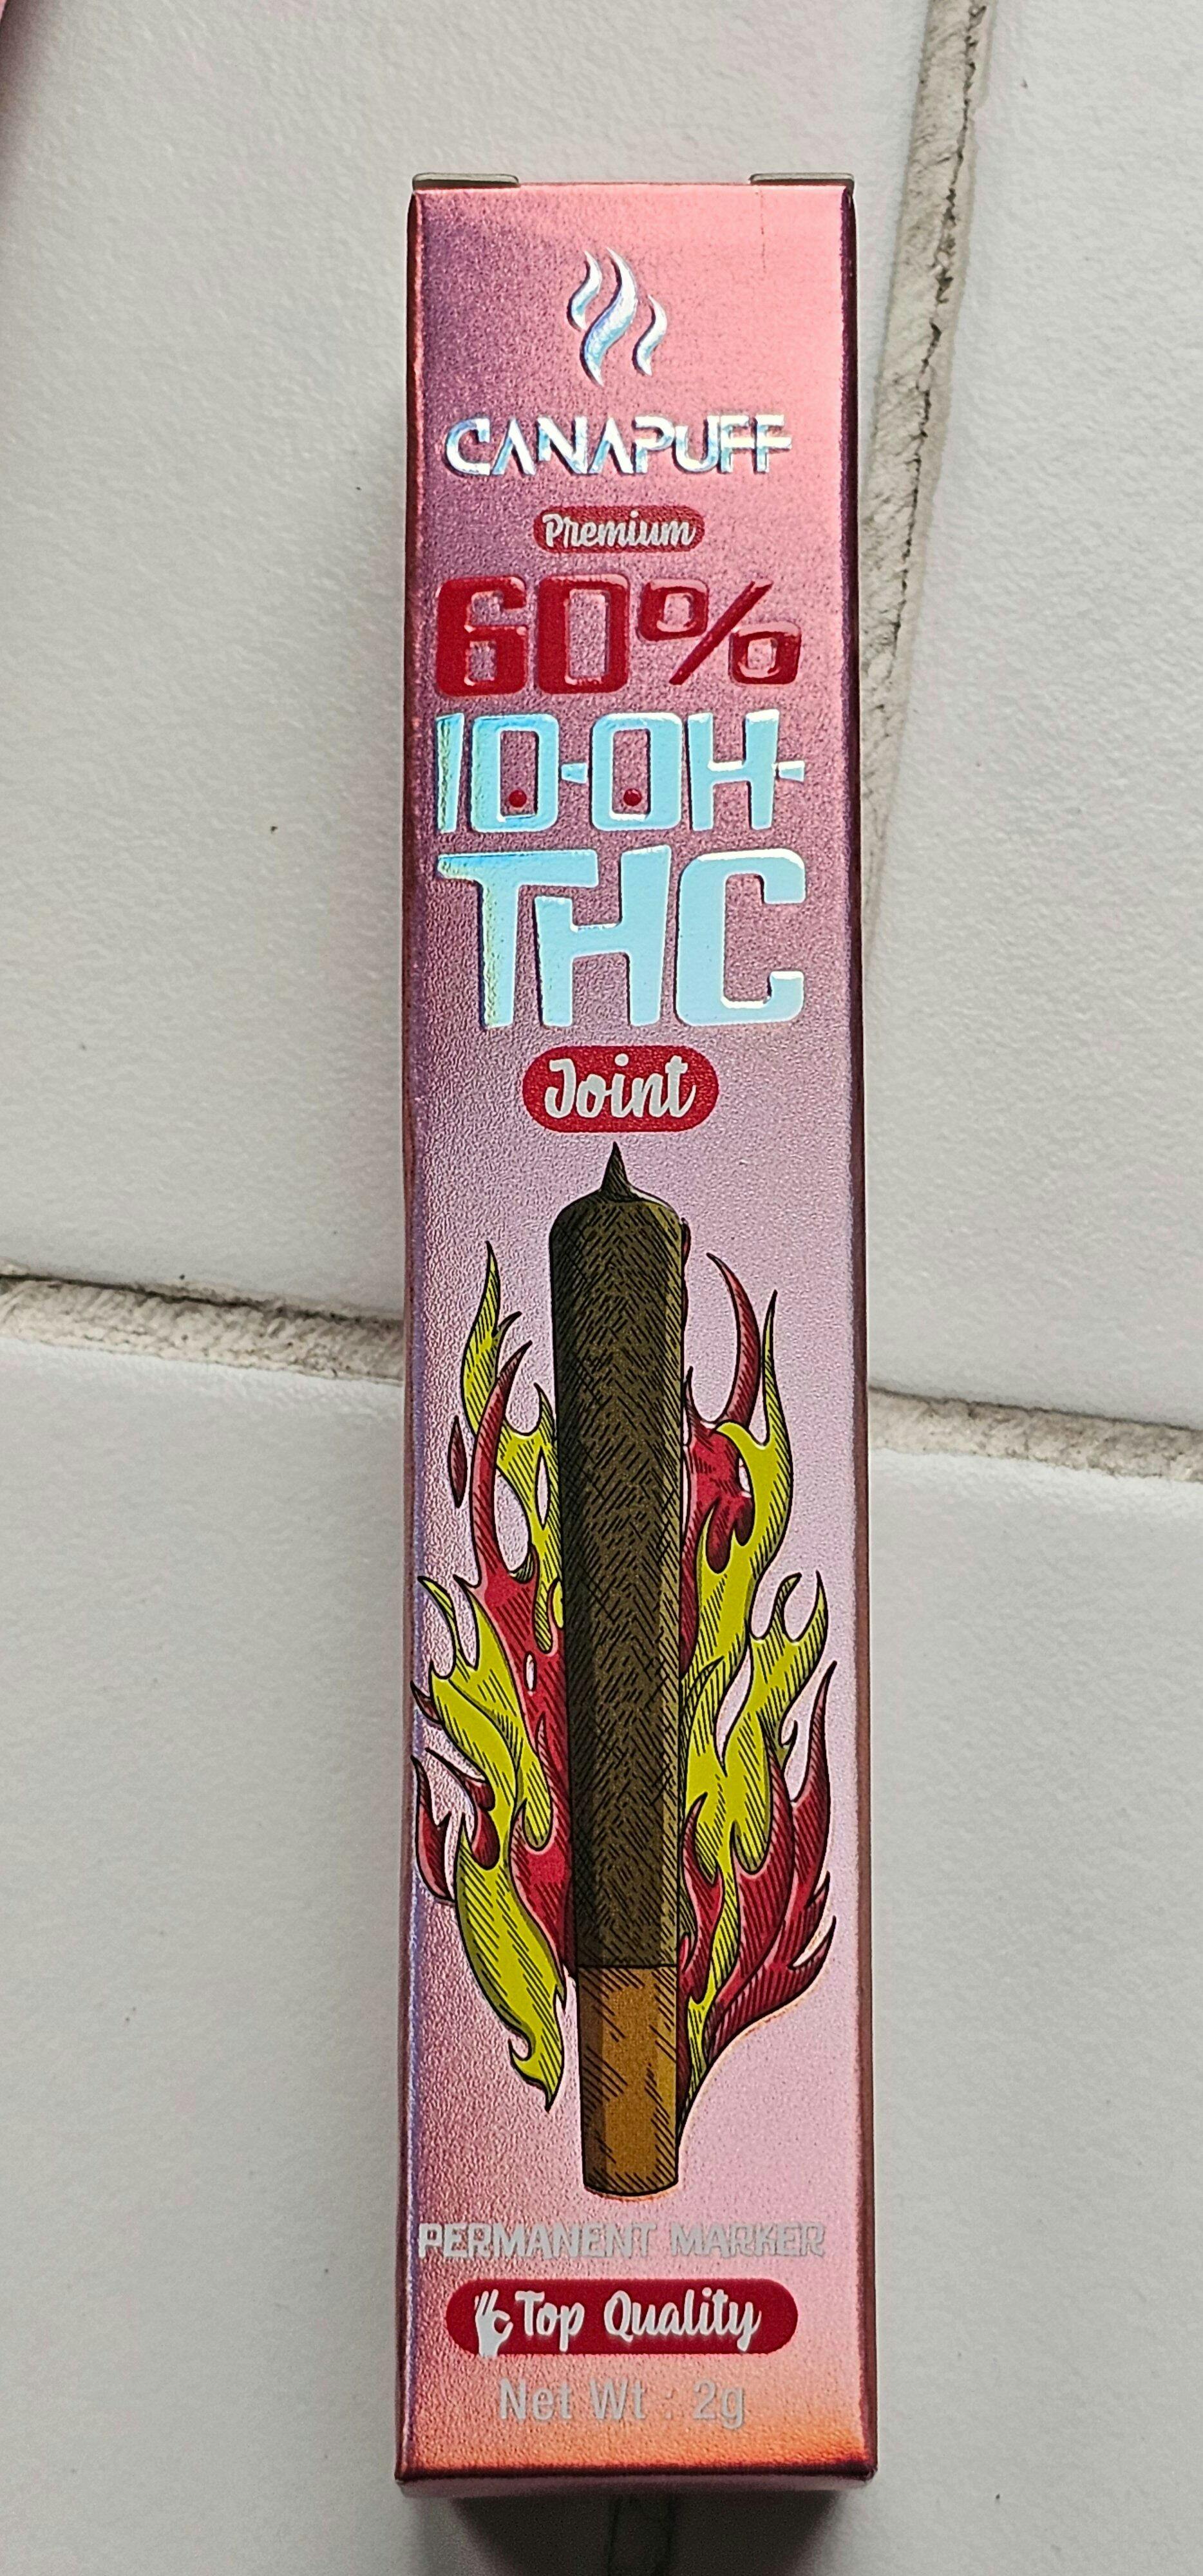 CANAPUFF
Premium
60%
10-OH-
THC
Joint
PERMANENT MARKER
Top Quality
Net Wt : 2g